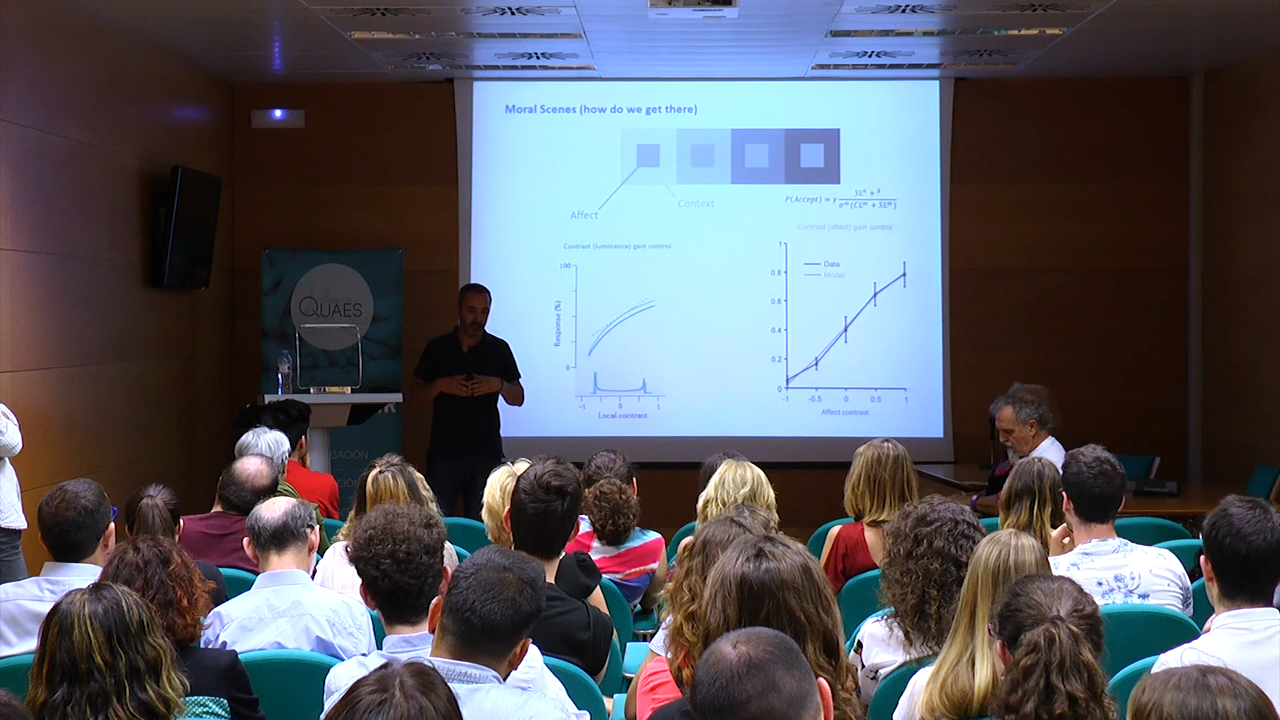 Moral Scenes (how do we get there)
Affect
Context
Contrast (luminance) gain control
100
Response (%)
0
-1 0 1
Local contrast
Contrast (affect) gain control
1
0.8
0.6
0.4
0.2
0
Data
Model
-1 -0.5 0 0.5 1
Affect contrast
QUAES